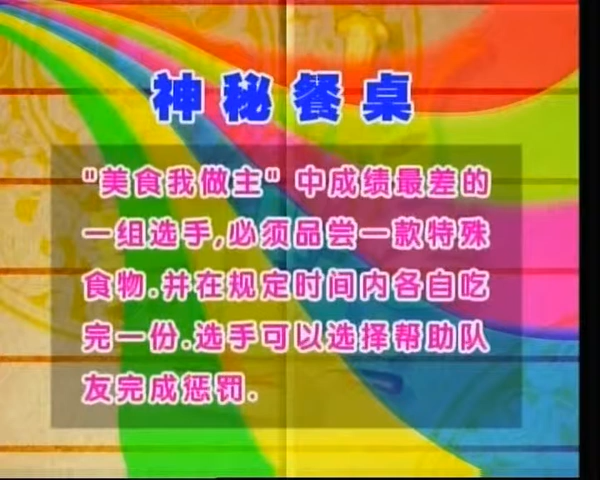 神秘餐桌
"美食我做主" 中成绩最差的
一组选手,必须品尝一款特殊
食物.并在规定时间内各自吃
完一份.选手可以选择帮助队
友完成惩罚.